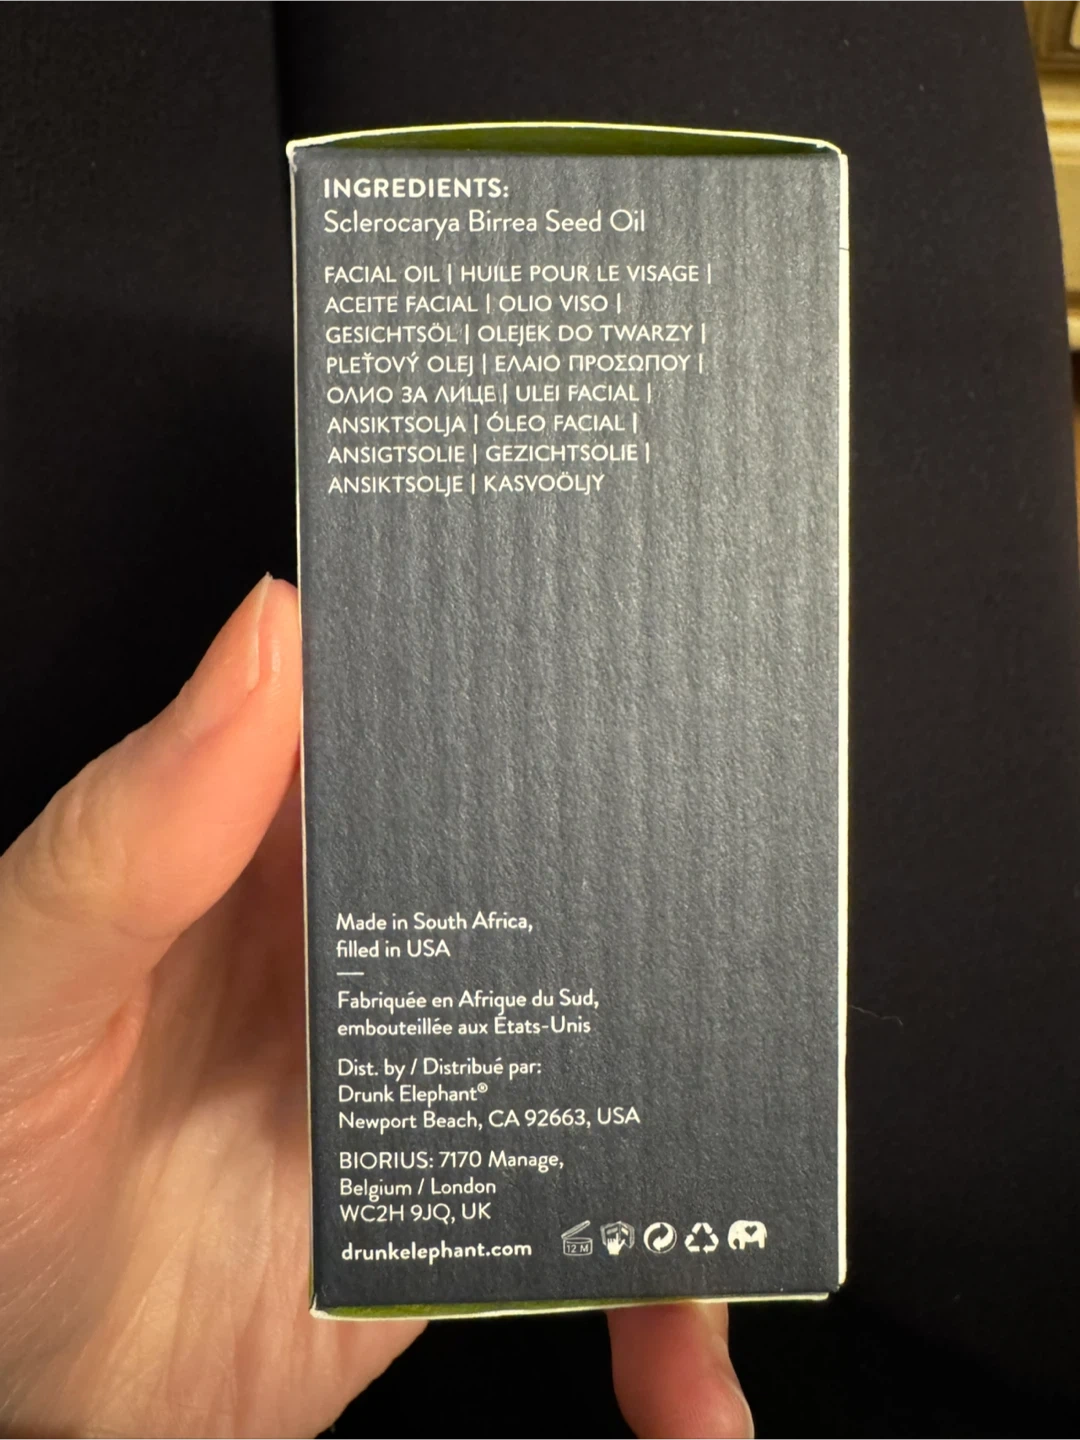 INGREDIENTS:
Sclerocarya Birrea Seed Oil
FACIAL OIL | HUILE POUR LE VISAGE |
ACEITE FACIAL | OLIO VISO |
GESICHTSÖL | OLEJEK DO TWARZY |
PLEŤOVÝ OLEJ | ΕΛΑΙΟ ΠΡΟΣΩΠΟΥ |
ОЛИО ЗА ЛИЦЕ | ULEI FACIAL |
ANSIKTSOLJA | ÓLEO FACIAL |
ANSIGTSOLIE | GEZICHTSOLIE |
ANSIKTSOLJE | KASVOÖLJY
Made in South Africa,
filled in USA
Fabriquée en Afrique du Sud,
embouteillée aux États-Unis
Dist. by / Distribué par:
Drunk Elephant®
Newport Beach, CA 92663, USA
BIORIUS: 7170 Manage,
Belgium / London
WC2H 9JQ, UK
drunkelephant.com
12 M